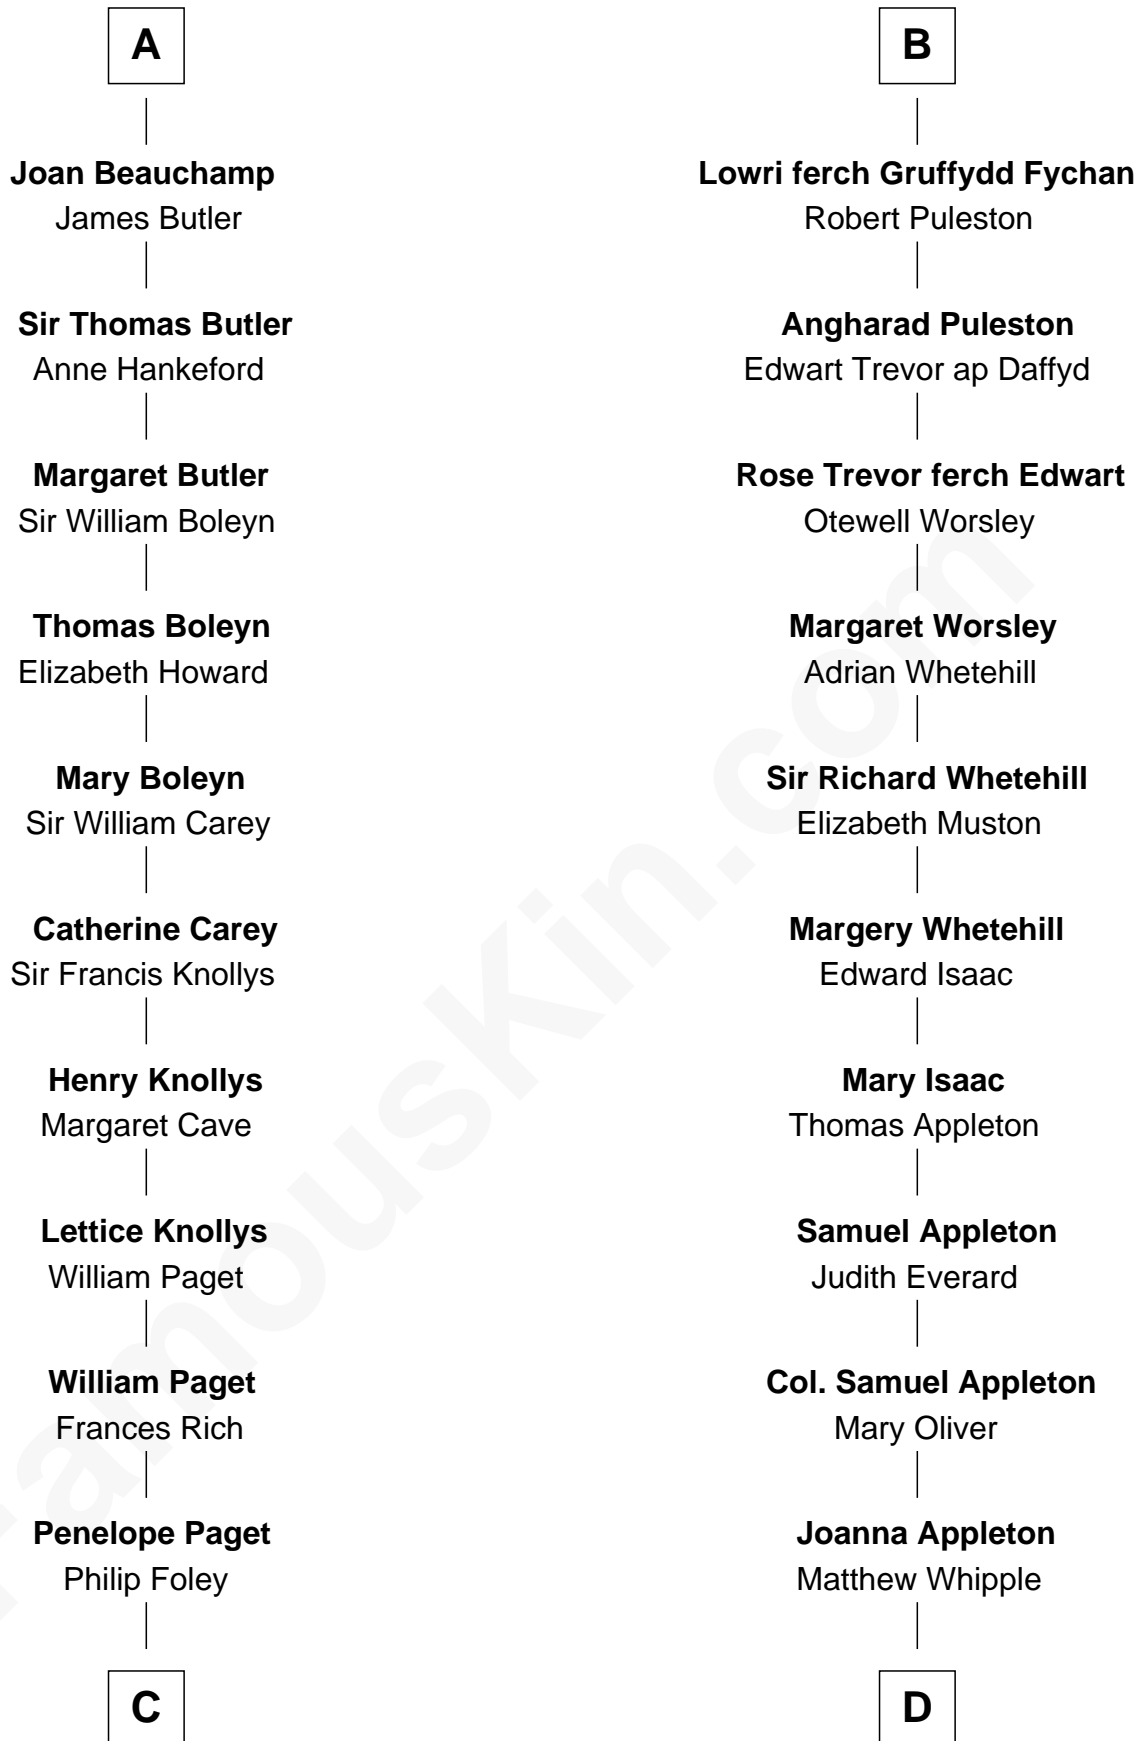 A
Joan Beauchamp
James Butler
Sir Thomas Butler
Anne Hankeford
Margaret Butler
Sir William Boleyn
Thomas Boleyn
Elizabeth Howard
Mary Boleyn
Sir William Carey
Catherine Carey
Sir Francis Knollys
Henry Knollys
Margaret Cave
Lettice Knollys
William Paget
William Paget
Frances Rich
Penelope Paget
Philip Foley
C
B
Lowri ferch Gruffydd Fychan
Robert Puleston
Angharad Puleston
Edwart Trevor ap Daffyd
Rose Trevor ferch Edwart
Otewell Worsley
Margaret Worsley
Adrian Whetehill
Sir Richard Whetehill
Elizabeth Muston
Margery Whetehill
Edward Isaac
Mary Isaac
Thomas Appleton
Samuel Appleton
Judith Everard
Col. Samuel Appleton
Mary Oliver
Joanna Appleton
Matthew Whipple
D
FamousKin.com